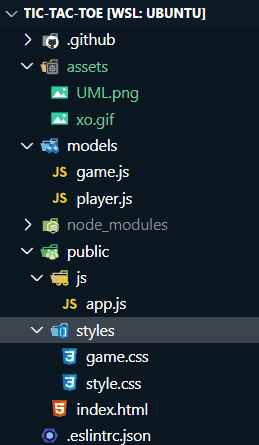 TIC-TAC-TOE [WSL: UBUNTU]
.github
assets
UML.png
xo.gif
models
JS game.js
JS player.js
node_modules
public
js
JS app.js
styles
game.css
style.css
index.html
.eslintrc.json